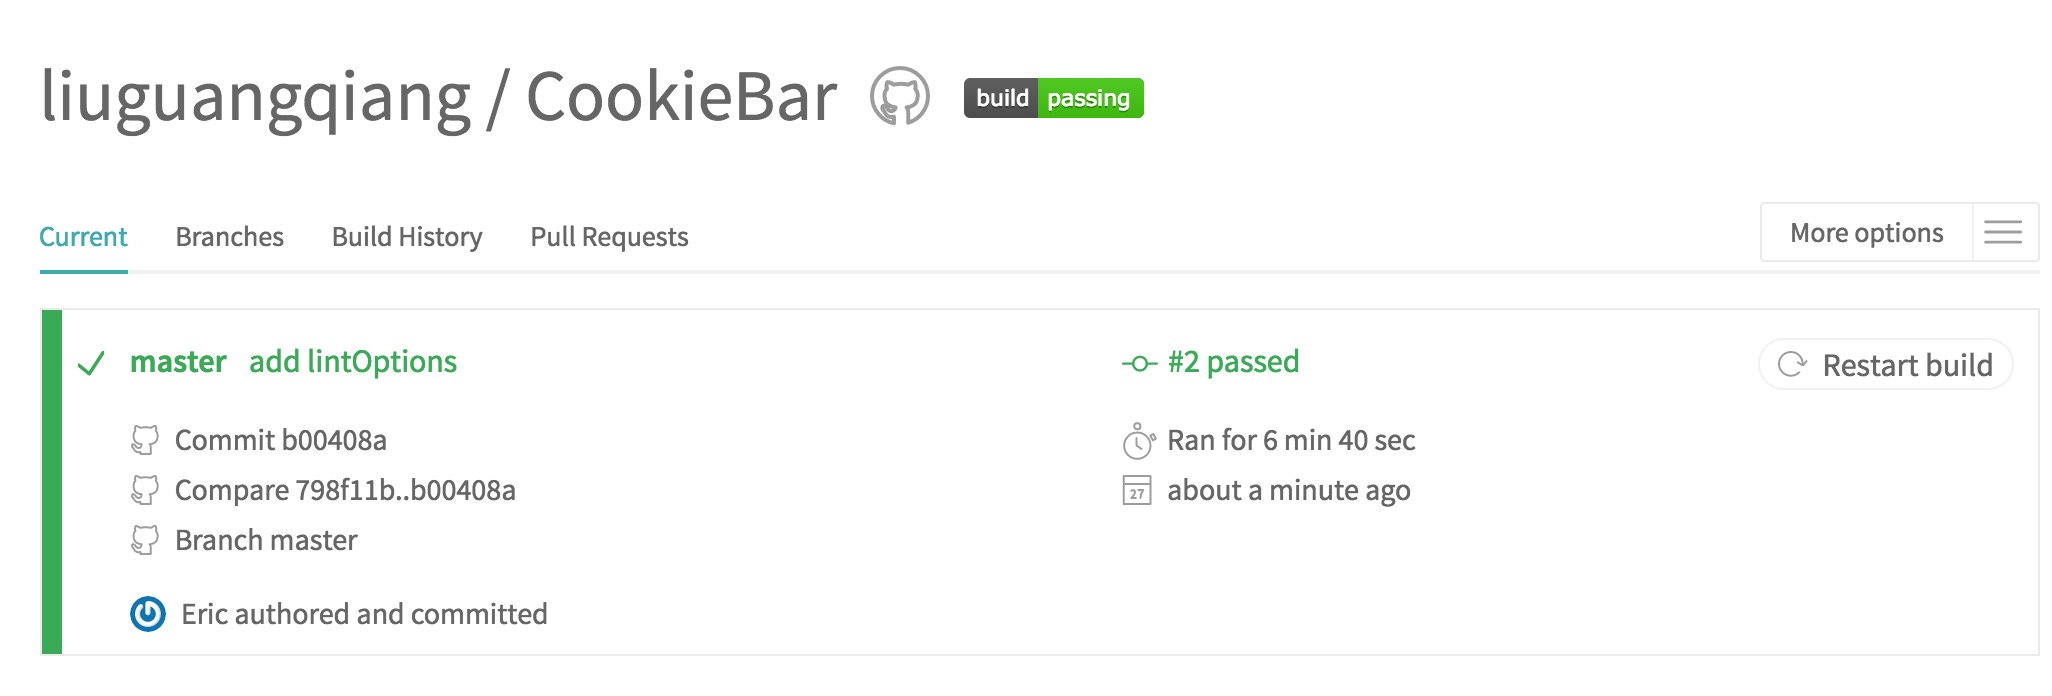 liuguangqiang / CookieBar build passing
Current Branches Build History Pull Requests More options
master add lintOptions #2 passed Restart build
Commit b00408a Ran for 6 min 40 sec
Compare 798f11b..b00408a 27 about a minute ago
Branch master
Eric authored and committed